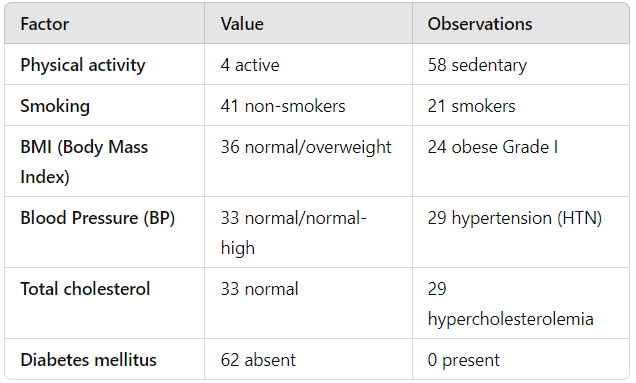 Factor Value Observations
Physical activity 4 active 58 sedentary
Smoking 41 non-smokers 21 smokers
BMI (Body Mass 36 normal/overweight 24 obese Grade I
Index)
Blood Pressure (BP) 33 normal/normal- 29 hypertension (HTN)
high
Total cholesterol 33 normal 29
hypercholesterolemia
Diabetes mellitus 62 absent 0 present